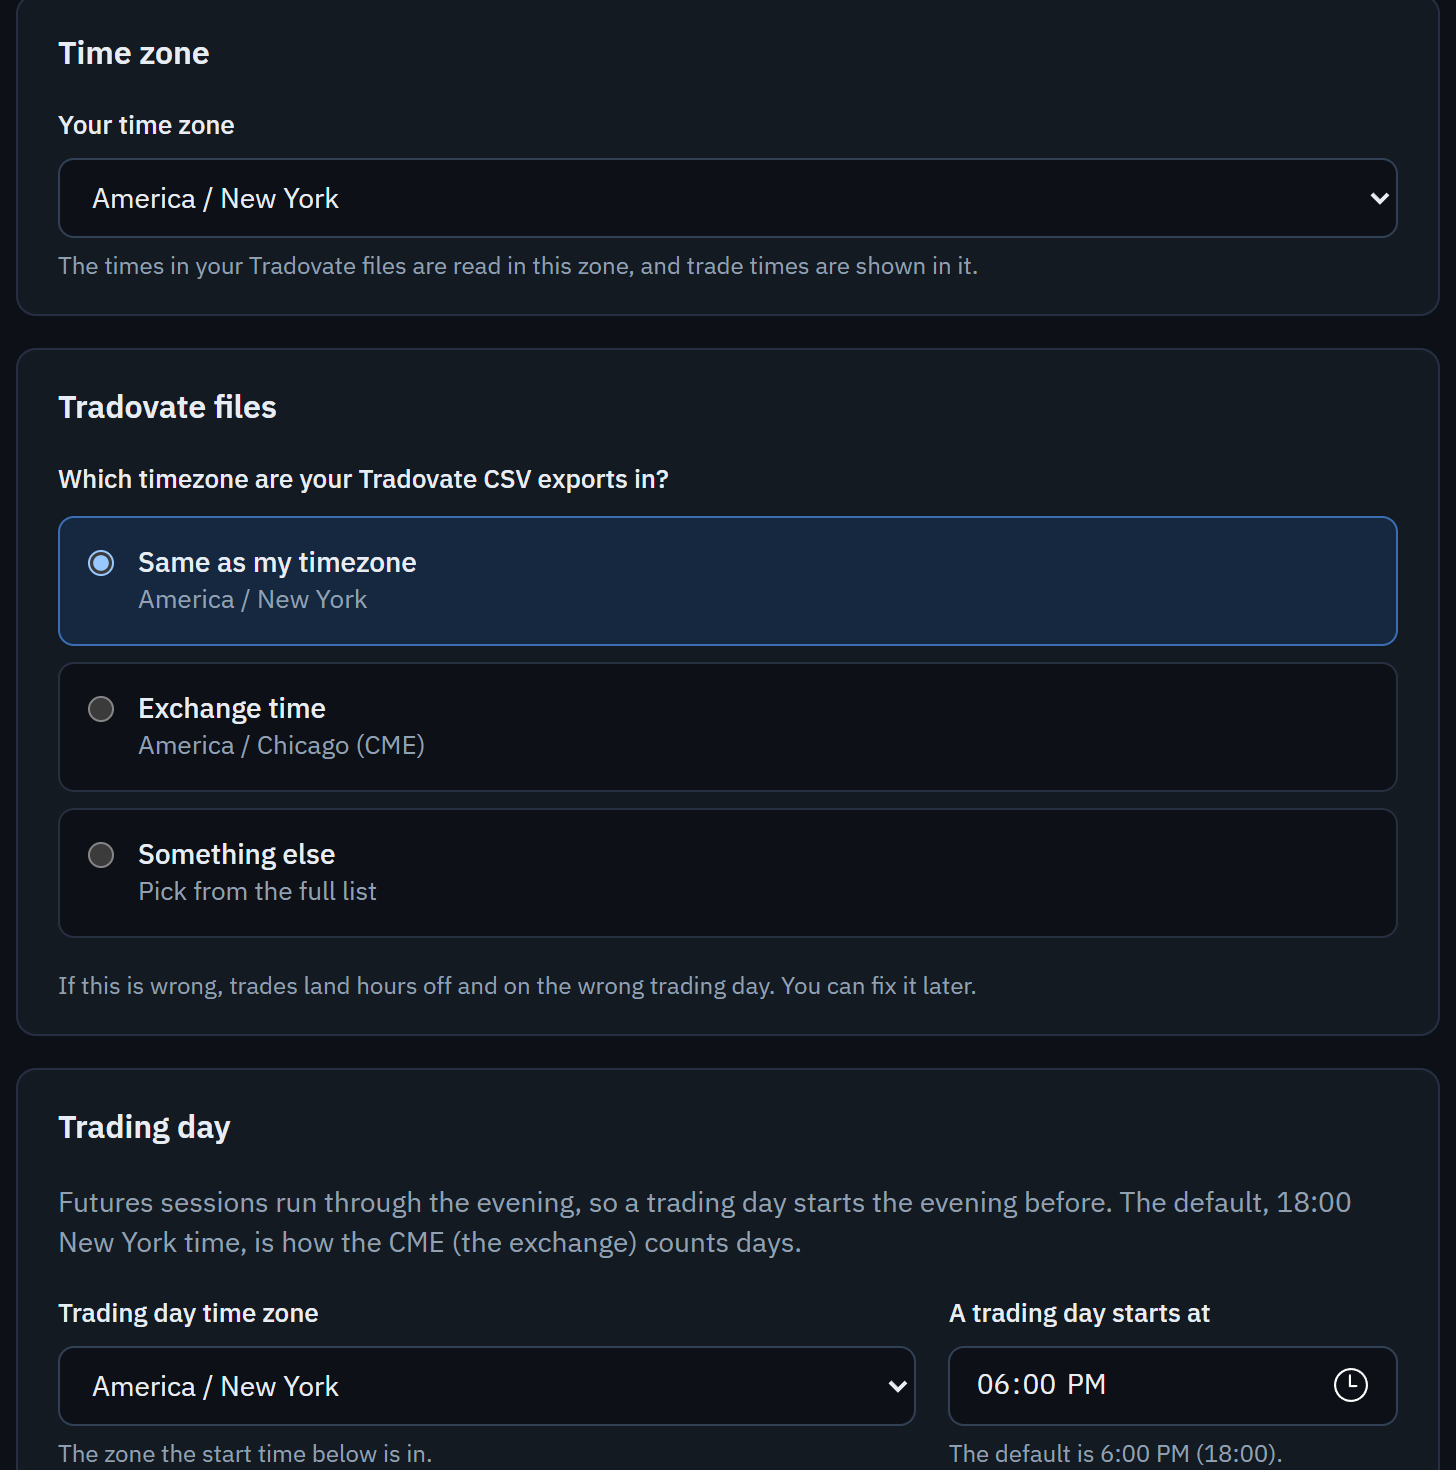 Time zone
Your time zone
America / New York
The times in your Tradovate files are read in this zone, and trade times are shown in it.
Tradovate files
Which timezone are your Tradovate CSV exports in?
Same as my timezone
America / New York
Exchange time
America / Chicago (CME)
Something else
Pick from the full list
If this is wrong, trades land hours off and on the wrong trading day. You can fix it later.
Trading day
Futures sessions run through the evening, so a trading day starts the evening before. The default, 18:00
New York time, is how the CME (the exchange) counts days.
Trading day time zone
A trading day starts at
America / New York
06:00 PM
The zone the start time below is in.
The default is 6:00 PM (18:00).